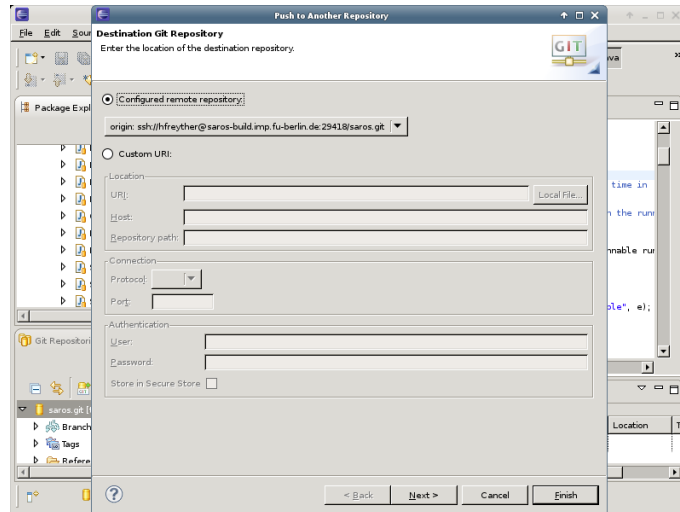 Push to Another Repository
File Edit Sour
Destination Git Repository
Enter the location of the destination repository.
GIT
Package Expl
Configured remote repository:
origin: ssh://hfreyther@saros-build.imp.fu-berlin.de:29418/saros.git
Custom URI:
Location
URI:
Local File...
Host:
Repository path:
Connection
Protocol:
Port:
Authentication
User:
Password:
Store in Secure Store
time in
n the runn
nnable run
ble", e);
Git Repositori
saros.git [
Branch
Tags
Refere
Location
T
< Back
Next >
Cancel
Finish